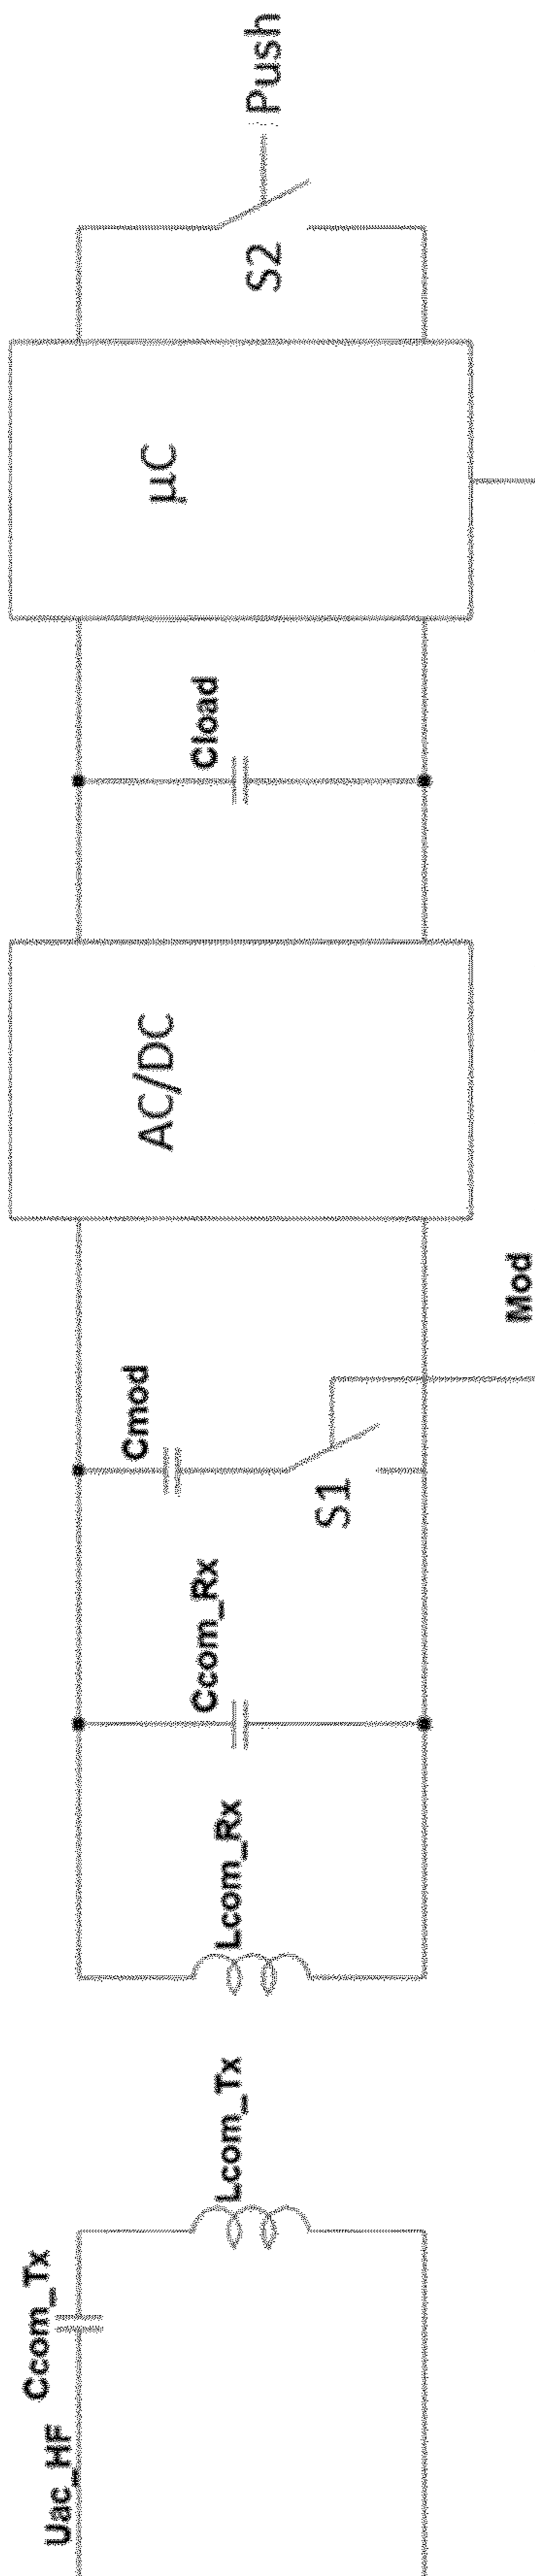 Uac_HF
Ccom_Tx
Lcom_Tx
Lcom_Rx
Ccom_Rx
Cmod
S1
Mod
AC/DC
Cload
µC
S2
Push